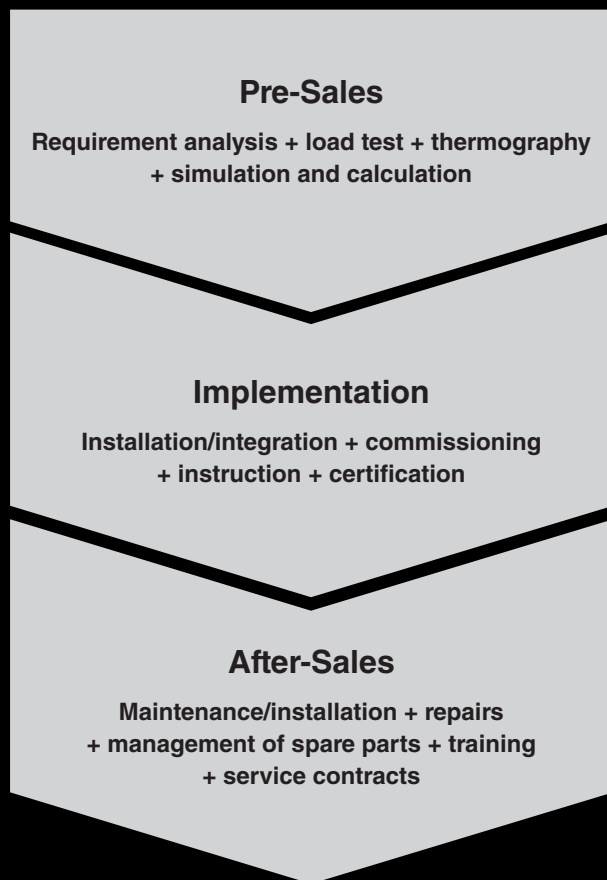 Pre-Sales
Requirement analysis + load test + thermography
+ simulation and calculation
Implementation
Installation/integration + commissioning
+ instruction + certification
After-Sales
Maintenance/installation + repairs
+ management of spare parts + training
+ service contracts